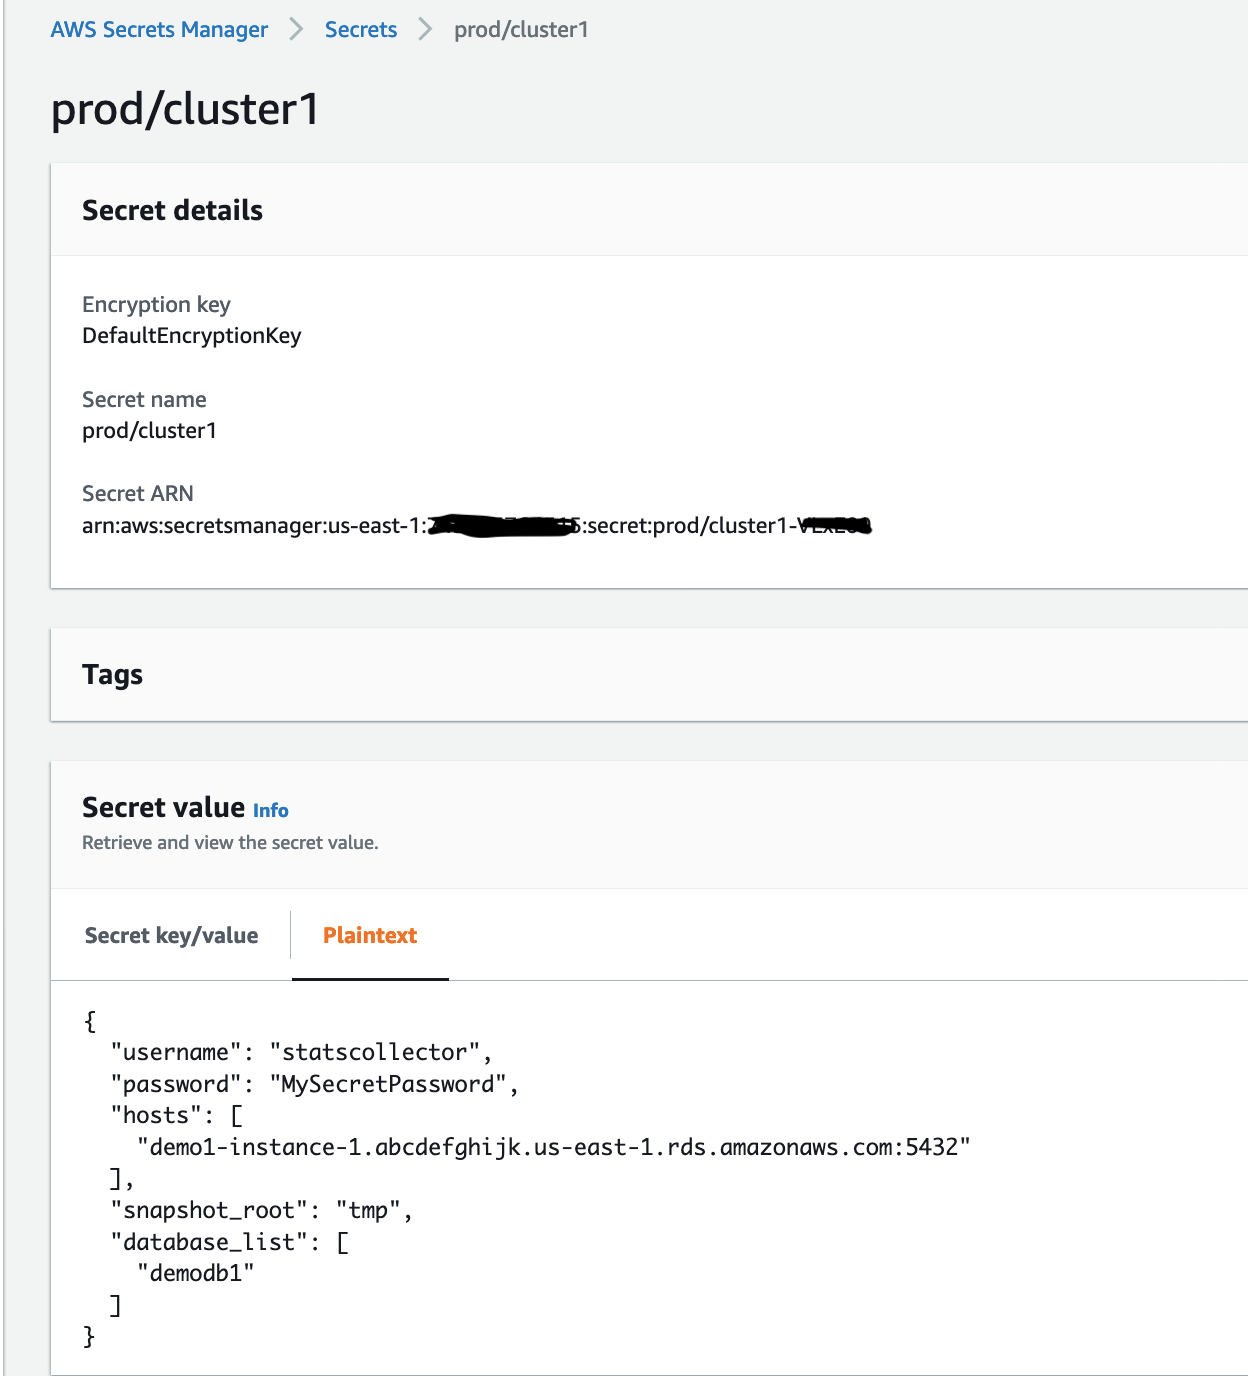 AWS Secrets Manager > Secrets > prod/cluster1
prod/cluster1
Secret details
Encryption key
DefaultEncryptionKey
Secret name
prod/cluster1
Secret ARN
arn:aws:secretsmanager:us-east-1: :secret:prod/cluster1-
Tags
Secret value Info
Retrieve and view the secret value.
Secret key/value Plaintext
{
  "username": "statscollector",
  "password": "MySecretPassword",
  "hosts": [
    "demo1-instance-1.abcdefghijk.us-east-1.rds.amazonaws.com:5432"
  ],
  "snapshot_root": "tmp",
  "database_list": [
    "demodb1"
  ]
}